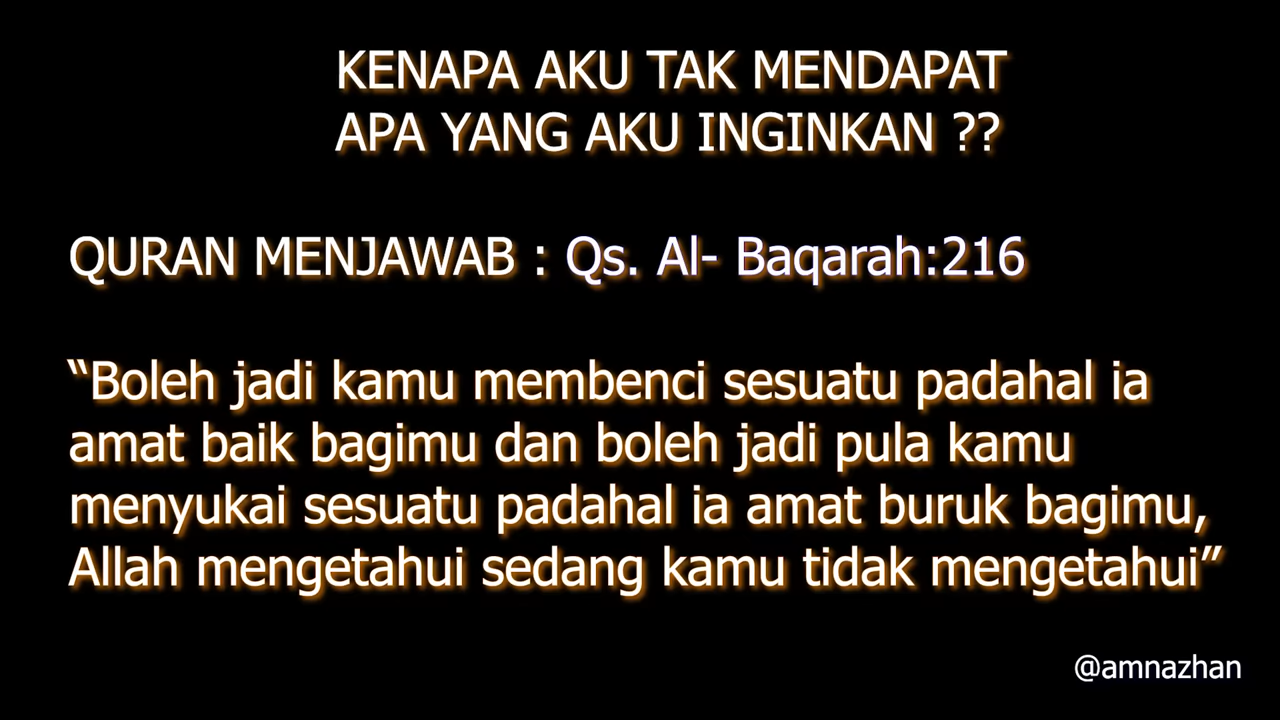 KENAPA AKU TAK MENDAPAT
APA YANG AKU INGINKAN ??
QURAN MENJAWAB : Qs. Al- Baqarah:216
“Boleh jadi kamu membenci sesuatu padahal ia
amat baik bagimu dan boleh jadi pula kamu
menyukai sesuatu padahal ia amat buruk bagimu,
Allah mengetahui sedang kamu tidak mengetahui”
@amnazhan